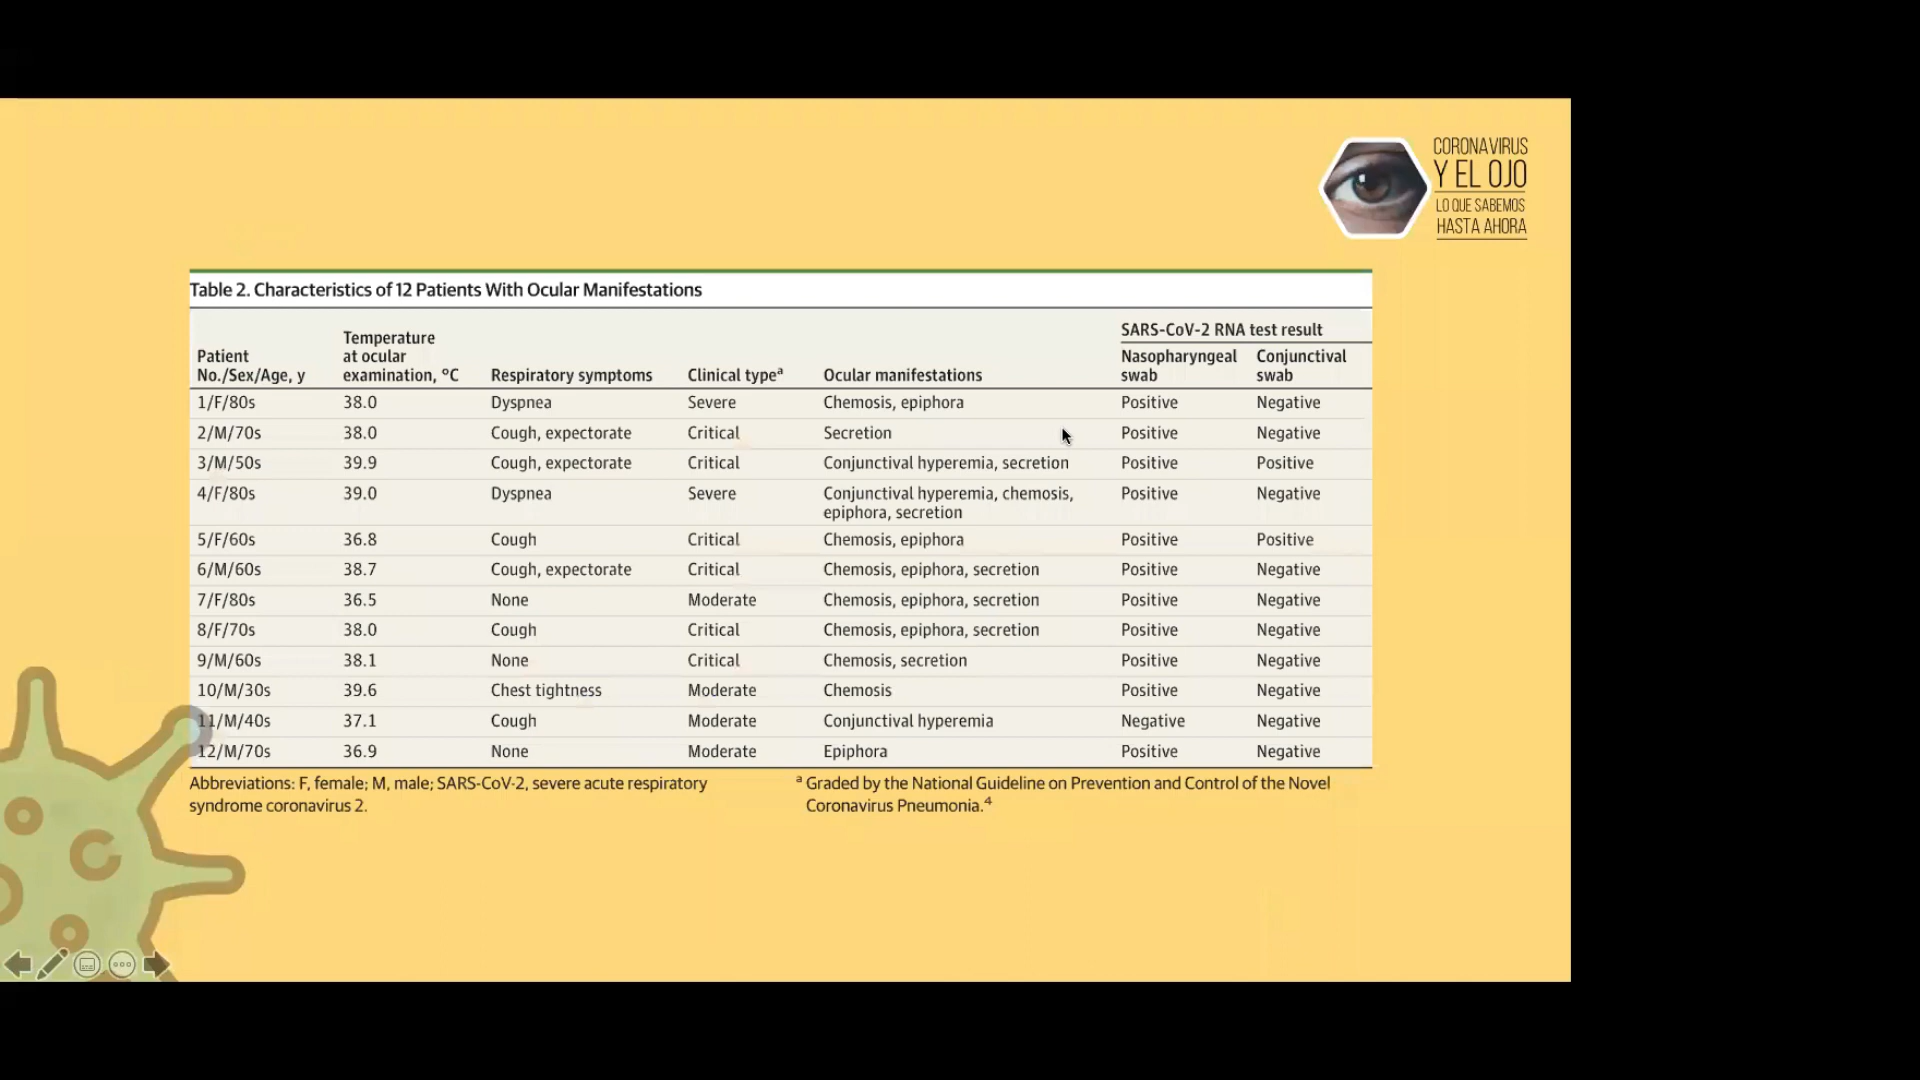 CORONAVIRUS
Y EL OJO
LO QUE SABEMOS
HASTA AHORA
Table 2. Characteristics of 12 Patients With Ocular Manifestations
Patient No./Sex/Age, y Temperature at ocular examination, °C Respiratory symptoms Clinical typeᵃ Ocular manifestations SARS-CoV-2 RNA test result Nasopharyngeal swab Conjunctival swab
1/F/80s 38.0 Dyspnea Severe Chemosis, epiphora Positive Negative
2/M/70s 38.0 Cough, expectorate Critical Secretion Positive Negative
3/M/50s 39.9 Cough, expectorate Critical Conjunctival hyperemia, secretion Positive Positive
4/F/80s 39.0 Dyspnea Severe Conjunctival hyperemia, chemosis, Positive Negative
epiphora, secretion
5/F/60s 36.8 Cough Critical Chemosis, epiphora Positive Positive
6/M/60s 38.7 Cough, expectorate Critical Chemosis, epiphora, secretion Positive Negative
7/F/80s 36.5 None Moderate Chemosis, epiphora, secretion Positive Negative
8/F/70s 38.0 Cough Critical Chemosis, epiphora, secretion Positive Negative
9/M/60s 38.1 None Critical Chemosis, secretion Positive Negative
10/M/30s 39.6 Chest tightness Moderate Chemosis Positive Negative
11/M/40s 37.1 Cough Moderate Conjunctival hyperemia Negative Negative
12/M/70s 36.9 None Moderate Epiphora Positive Negative
Abbreviations: F, female; M, male; SARS-CoV-2, severe acute respiratory
syndrome coronavirus 2.
ᵃ Graded by the National Guideline on Prevention and Control of the Novel
Coronavirus Pneumonia.⁴